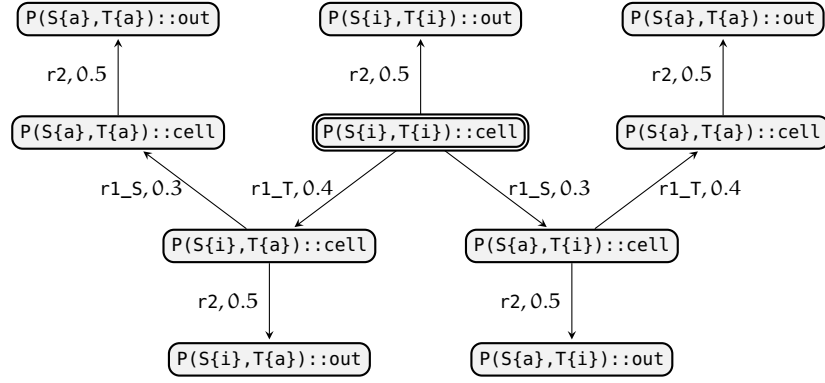 P(S{a},T{a})::out
P(S{i},T{i})::out
P(S{a},T{a})::out
r2, 0.5
r2, 0.5
r2, 0.5
P(S{a},T{a})::cell
P(S{i},T{i})::cell
P(S{a},T{a})::cell
r1_S, 0.3
r1_T, 0.4
r1_S, 0.3
r1_T, 0.4
P(S{i},T{a})::cell
P(S{a},T{i})::cell
r2, 0.5
r2, 0.5
P(S{i},T{a})::out
P(S{a},T{i})::out